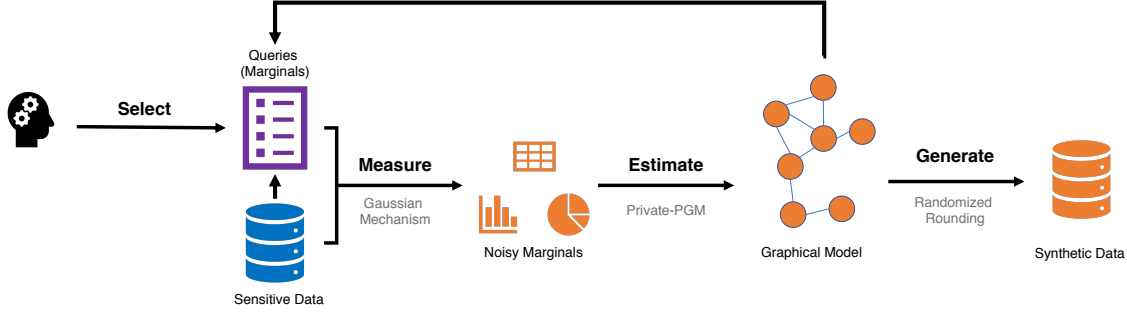 Queries
(Marginals)
Select
Measure
Gaussian
Mechanism
Estimate
Private-PGM
Generate
Randomized
Rounding
Noisy Marginals
Graphical Model
Synthetic Data
Sensitive Data